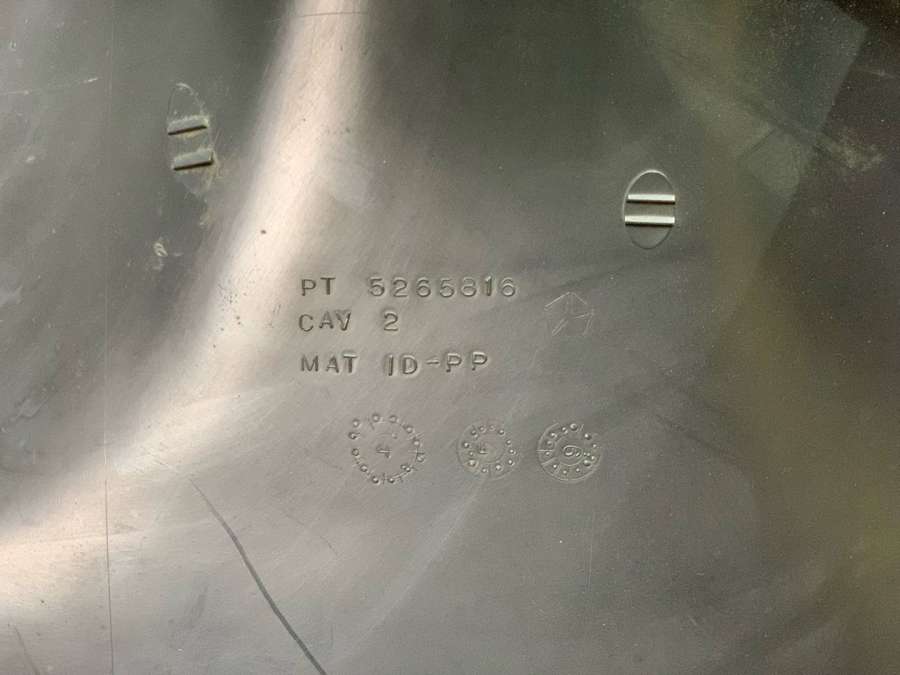 PT 5265816
CAV 2
MAT ID-PP